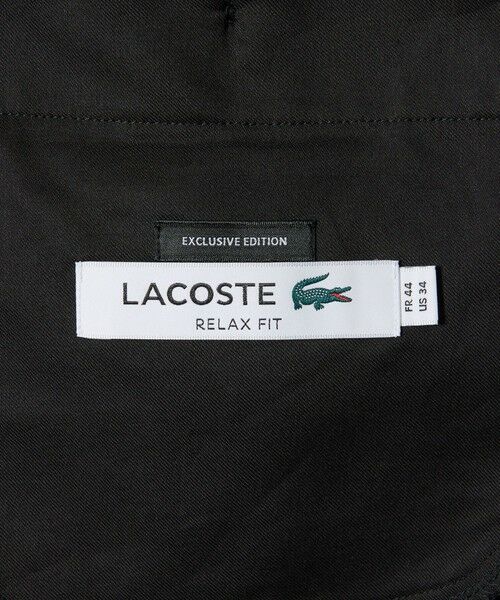 EXCLUSIVE EDITION
LACOSTE
RELAX FIT
FR 44
US 34